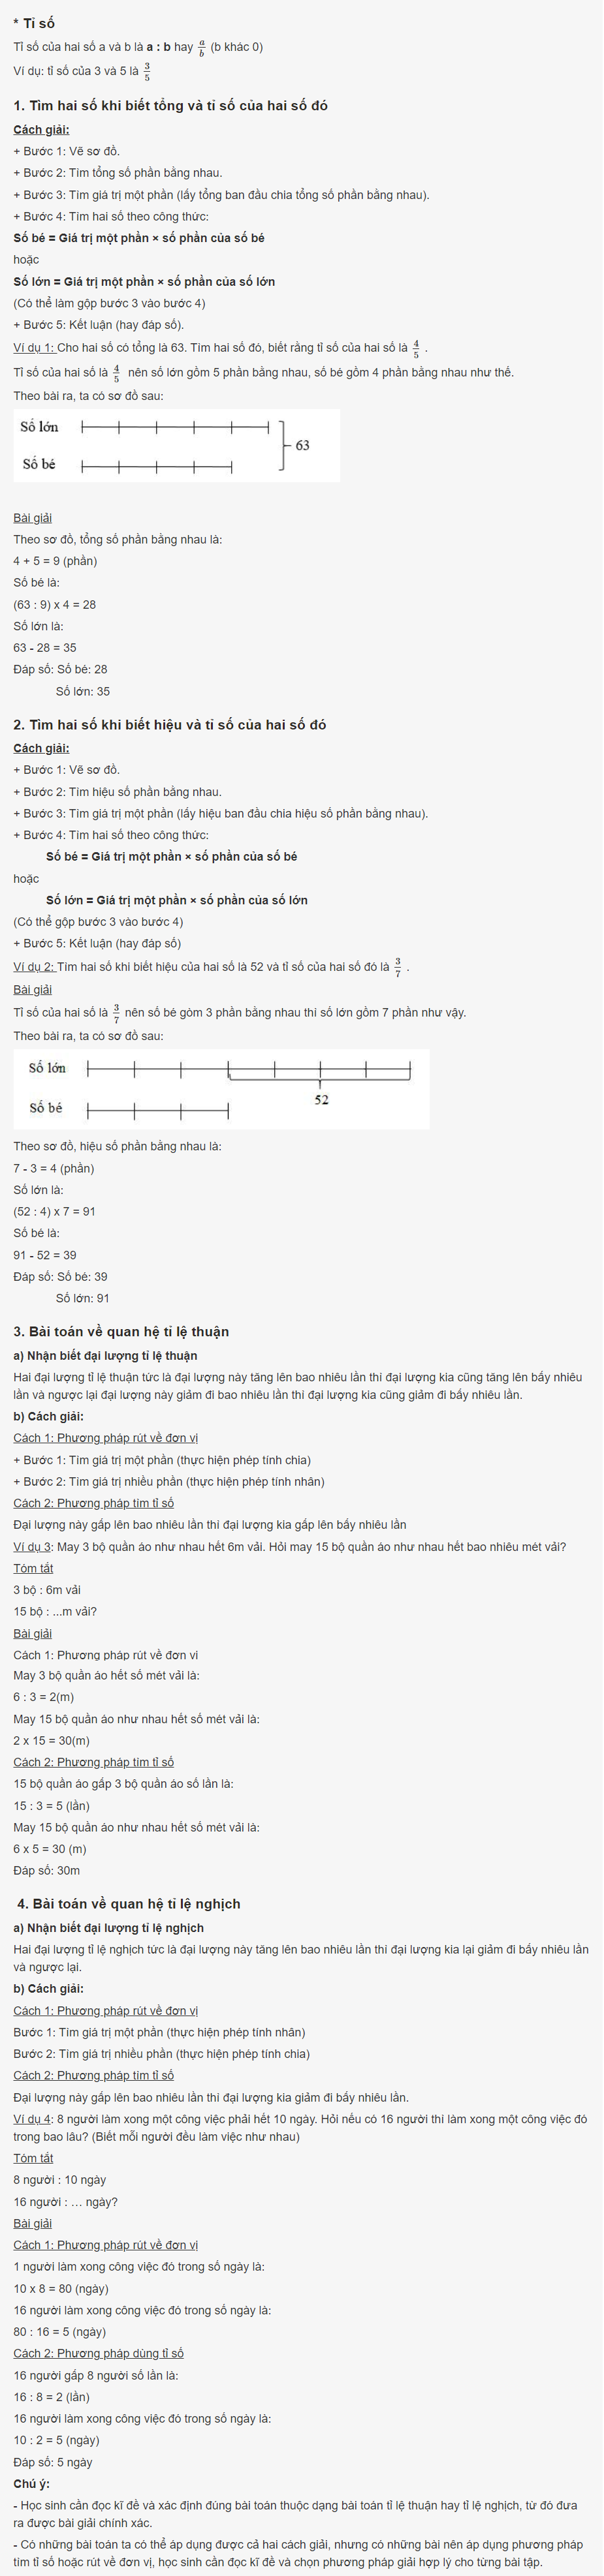 * Tỉ số
Tỉ số của hai số a và b là a : b hay a/b (b khác 0)
Ví dụ: tỉ số của 3 và 5 là 3/5
1. Tìm hai số khi biết tổng và tỉ số của hai số đó
Cách giải:
+ Bước 1: Vẽ sơ đồ.
+ Bước 2: Tìm tổng số phần bằng nhau.
+ Bước 3: Tìm giá trị một phần (lấy tổng ban đầu chia tổng số phần bằng nhau).
+ Bước 4: Tìm hai số theo công thức:
Số bé = Giá trị một phần × số phần của số bé
hoặc
Số lớn = Giá trị một phần × số phần của số lớn
(Có thể làm gộp bước 3 vào bước 4)
+ Bước 5: Kết luận (hay đáp số).
Ví dụ 1: Cho hai số có tổng là 63. Tìm hai số đó, biết rằng tỉ số của hai số là 4/5 .
Tỉ số của hai số là 4/5 nên số lớn gồm 5 phần bằng nhau, số bé gồm 4 phần bằng nhau như thế.
Theo bài ra, ta có sơ đồ sau:
Số lớn
63
Số bé
Bài giải
Theo sơ đồ, tổng số phần bằng nhau là:
4 + 5 = 9 (phần)
Số bé là:
(63 : 9) x 4 = 28
Số lớn là:
63 - 28 = 35
Đáp số: Số bé: 28
Số lớn: 35
2. Tìm hai số khi biết hiệu và tỉ số của hai số đó
Cách giải:
+ Bước 1: Vẽ sơ đồ.
+ Bước 2: Tìm hiệu số phần bằng nhau.
+ Bước 3: Tìm giá trị một phần (lấy hiệu ban đầu chia hiệu số phần bằng nhau).
+ Bước 4: Tìm hai số theo công thức:
Số bé = Giá trị một phần × số phần của số bé
hoặc
Số lớn = Giá trị một phần × số phần của số lớn
(Có thể gộp bước 3 vào bước 4)
+ Bước 5: Kết luận (hay đáp số)
Ví dụ 2: Tìm hai số khi biết hiệu của hai số là 52 và tỉ số của hai số đó là 3/7 .
Bài giải
Tỉ số của hai số là 3/7 nên số bé gòm 3 phần bằng nhau thì số lớn gồm 7 phần như vậy.
Theo bài ra, ta có sơ đồ sau:
Số lớn
52
Số bé
Theo sơ đồ, hiệu số phần bằng nhau là:
7 - 3 = 4 (phần)
Số lớn là:
(52 : 4) x 7 = 91
Số bé là:
91 - 52 = 39
Đáp số: Số bé: 39
Số lớn: 91
3. Bài toán về quan hệ tỉ lệ thuận
a) Nhận biết đại lượng tỉ lệ thuận
Hai đại lượng tỉ lệ thuận tức là đại lượng này tăng lên bao nhiêu lần thì đại lượng kia cũng tăng lên bấy nhiêu
lần và ngược lại đại lượng này giảm đi bao nhiêu lần thì đại lượng kia cũng giảm đi bấy nhiêu lần.
b) Cách giải:
Cách 1: Phương pháp rút về đơn vị
+ Bước 1: Tìm giá trị một phần (thực hiện phép tính chia)
+ Bước 2: Tìm giá trị nhiều phần (thực hiện phép tính nhân)
Cách 2: Phương pháp tìm tỉ số
Đại lượng này gấp lên bao nhiêu lần thì đại lượng kia gấp lên bấy nhiêu lần
Ví dụ 3: May 3 bộ quần áo như nhau hết 6m vải. Hỏi may 15 bộ quần áo như nhau hết bao nhiêu mét vải?
Tóm tắt
3 bộ : 6m vải
15 bộ : ...m vải?
Bài giải
Cách 1: Phương pháp rút về đơn vị
May 3 bộ quần áo hết số mét vải là:
6 : 3 = 2(m)
May 15 bộ quần áo như nhau hết số mét vải là:
2 x 15 = 30(m)
Cách 2: Phương pháp tìm tỉ số
15 bộ quần áo gấp 3 bộ quần áo số lần là:
15 : 3 = 5 (lần)
May 15 bộ quần áo như nhau hết số mét vải là:
6 x 5 = 30 (m)
Đáp số: 30m
4. Bài toán về quan hệ tỉ lệ nghịch
a) Nhận biết đại lượng tỉ lệ nghịch
Hai đại lượng tỉ lệ nghịch tức là đại lượng này tăng lên bao nhiêu lần thì đại lượng kia lại giảm đi bấy nhiêu lần
và ngược lại.
b) Cách giải:
Cách 1: Phương pháp rút về đơn vị
Bước 1: Tìm giá trị một phần (thực hiện phép tính nhân)
Bước 2: Tìm giá trị nhiều phần (thực hiện phép tính chia)
Cách 2: Phương pháp tìm tỉ số
Đại lượng này gấp lên bao nhiêu lần thì đại lượng kia giảm đi bấy nhiêu lần.
Ví dụ 4: 8 người làm xong một công việc phải hết 10 ngày. Hỏi nếu có 16 người thì làm xong một công việc đó
trong bao lâu? (Biết mỗi người đều làm việc như nhau)
Tóm tắt
8 người : 10 ngày
16 người : … ngày?
Bài giải
Cách 1: Phương pháp rút về đơn vị
1 người làm xong công việc đó trong số ngày là:
10 x 8 = 80 (ngày)
16 người làm xong công việc đó trong số ngày là:
80 : 16 = 5 (ngày)
Cách 2: Phương pháp dùng tỉ số
16 người gấp 8 người số lần là:
16 : 8 = 2 (lần)
16 người làm xong công việc đó trong số ngày là:
10 : 2 = 5 (ngày)
Đáp số: 5 ngày
Chú ý:
- Học sinh cần đọc kĩ đề và xác định đúng bài toán thuộc dạng bài toán tỉ lệ thuận hay tỉ lệ nghịch, từ đó đưa
ra được bài giải chính xác.
- Có những bài toán ta có thể áp dụng được cả hai cách giải, nhưng có những bài nên áp dụng phương pháp
tìm tỉ số hoặc rút về đơn vị, học sinh cần đọc kĩ đề và chọn phương pháp giải hợp lý cho từng bài tập.